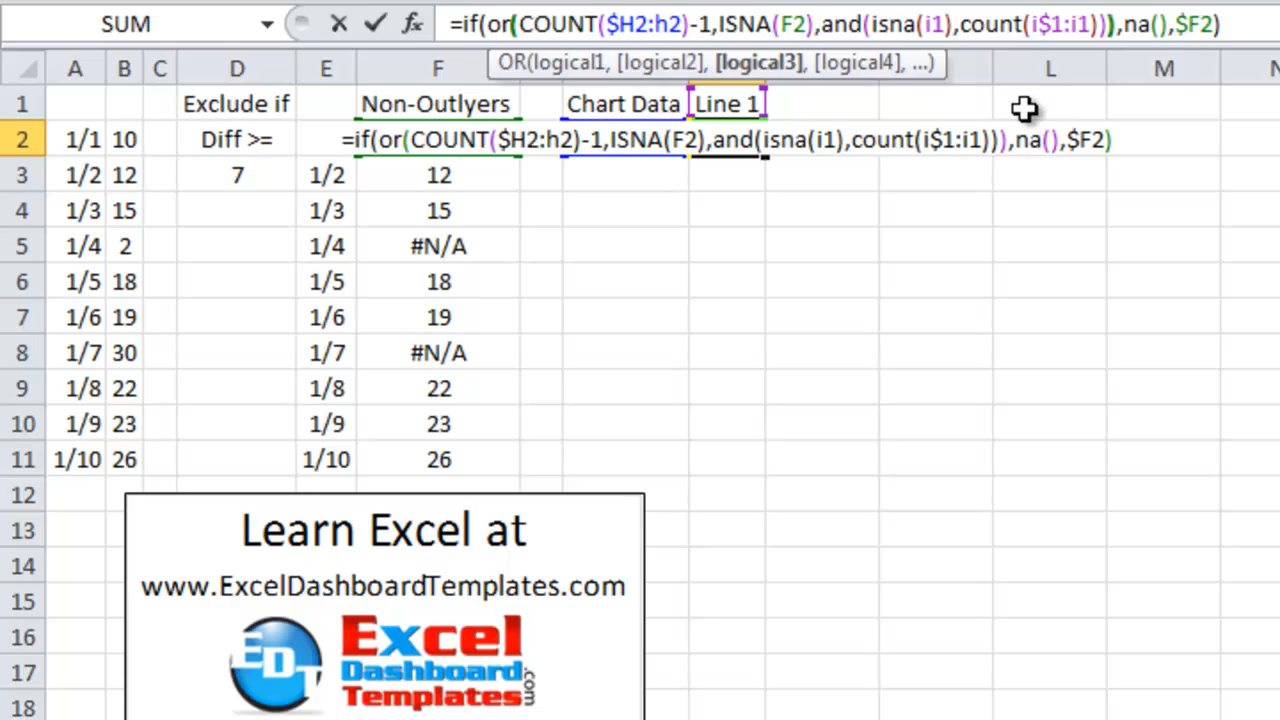 SUM =if(or(COUNT($H2:h2)-1,ISNA(F2),and(isna(i1),count(i$1:i1))),na(),$F2)
OR(logical1, [logical2], [logical3], [logical4], ...)
A B C D E F L M N
1 Exclude if Non-Outlyers Chart Data Line 1
2 1/1 10 Diff >= =if(or(COUNT($H2:h2)-1,ISNA(F2),and(isna(i1),count(i$1:i1))),na(),$F2)
3 1/2 12 7 1/2 12
4 1/3 15 1/3 15
5 1/4 2 1/4 #N/A
6 1/5 18 1/5 18
7 1/6 19 1/6 19
8 1/7 30 1/7 #N/A
9 1/8 22 1/8 22
10 1/9 23 1/9 23
11 1/10 26 1/10 26
12
13 Learn Excel at
14
15 www.ExcelDashboardTemplates.com
16 Excel
17 EDT Dashboard
Templates.com
18